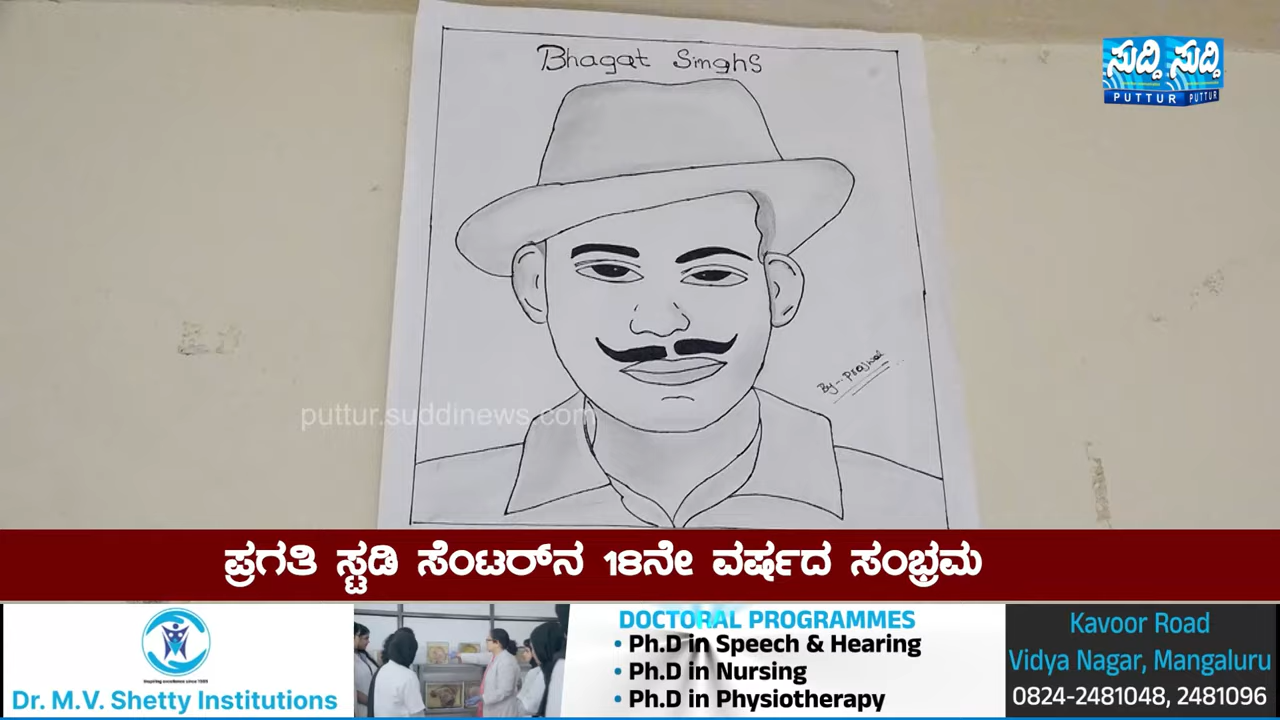 Bhagat Singhs
ಸುದ್ದಿ ಸುದ್ದಿ
PUTTUR PUTTUR
By - Prajwal
puttur.suddinews.com
ಪ್ರಗತಿ ಸ್ಟಡಿ ಸೆಂಟರ್‌ನ 18ನೇ ವರ್ಷದ ಸಂಭ್ರಮ
Dr. M.V. Shetty Institutions
DOCTORAL PROGRAMMES
• Ph.D in Speech & Hearing
• Ph.D in Nursing
• Ph.D in Physiotherapy
Kavoor Road
Vidya Nagar, Mangaluru
0824-2481048, 2481096